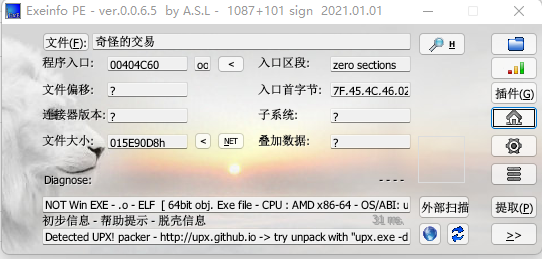 Exeinfo PE - ver.0.0.6.5 by A.S.L - 1087+101 sign 2021.01.01
文件(F): 奇怪的交易 H
程序入口: 00404C60 oo < 入口区段: zero sections
文件偏移: ? 入口首字节: 7F.45.4C.46.02 插件(G)
连接器版本: ? 子系统: ?
文件大小: 015E90D8h < NET 叠加数据: ?
Diagnose: ----
NOT Win EXE - .o - ELF [ 64bit obj. Exe file - CPU : AMD x86-64 - OS/ABI: u 外部扫描 提取(P)
初步信息 - 帮助提示 - 脱壳信息 31 ms.
Detected UPX! packer - http://upx.github.io -> try unpack with "upx.exe -d >>